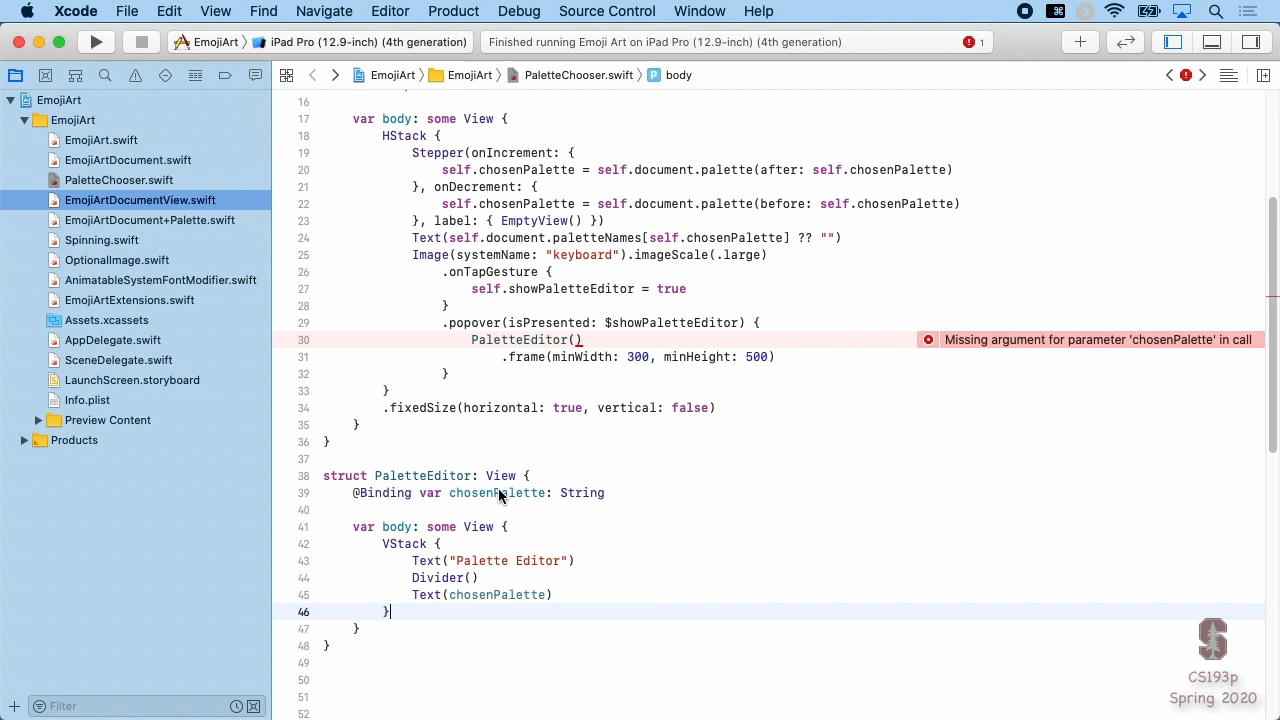 Xcode File Edit View Find Navigate Editor Product Debug Source Control Window Help
EmojiArt 〉 iPad Pro (12.9-inch) (4th generation) Finished running Emoji Art on iPad Pro (12.9-inch) (4th generation) 1
EmojiArt 〉 EmojiArt 〉 PaletteChooser.swift 〉 P body
EmojiArt
EmojiArt
EmojiArt.swift
EmojiArtDocument.swift
PaletteChooser.swift
EmojiArtDocumentView.swift
EmojiArtDocument+Palette.swift
Spinning.swift
OptionalImage.swift
AnimatableSystemFontModifier.swift
EmojiArtExtensions.swift
Assets.xcassets
AppDelegate.swift
SceneDelegate.swift
LaunchScreen.storyboard
Info.plist
Preview Content
Products
Filter
16
17 var body: some View {
18 HStack {
19 Stepper(onIncrement: {
20 self.chosenPalette = self.document.palette(after: self.chosenPalette)
21 }, onDecrement: {
22 self.chosenPalette = self.document.palette(before: self.chosenPalette)
23 }, label: { EmptyView() })
24 Text(self.document.paletteNames[self.chosenPalette] ?? "")
25 Image(systemName: "keyboard").imageScale(.large)
26 .onTapGesture {
27 self.showPaletteEditor = true
28 }
29 .popover(isPresented: $showPaletteEditor) {
30 PaletteEditor() Missing argument for parameter 'chosenPalette' in call
31 .frame(minWidth: 300, minHeight: 500)
32 }
33 }
34 .fixedSize(horizontal: true, vertical: false)
35 }
36 }
37
38 struct PaletteEditor: View {
39 @Binding var chosenPalette: String
40
41 var body: some View {
42 VStack {
43 Text("Palette Editor")
44 Divider()
45 Text(chosenPalette)
46 }
47 }
48 }
49
50
51
52
S
CS193p
Spring 2020